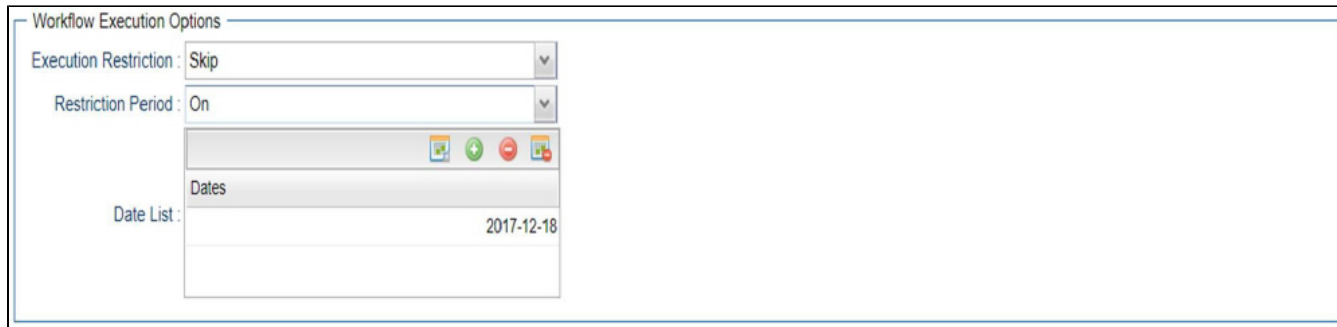 Workflow Execution Options
Execution Restriction : Skip
Restriction Period : On
Date List :
Dates
2017-12-18